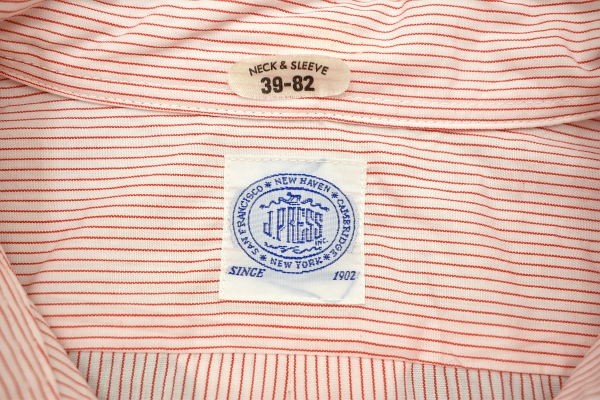 NECK & SLEEVE
39-82
SAN FRANCISCO * NEW HAVEN * CAMBRIDGE * NEW YORK *
J. PRESS
INC.
SINCE 1902